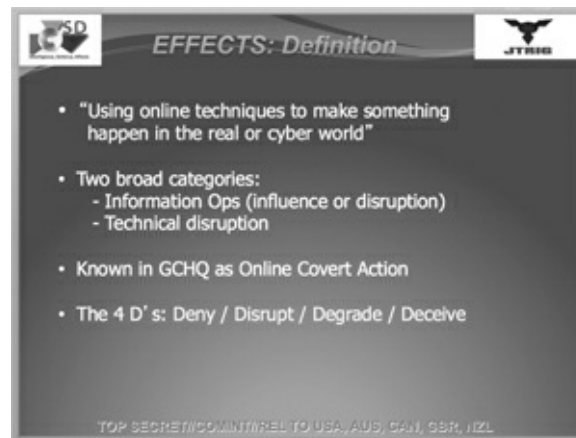 SD
EFFECTS: Definition
JTRIG
• “Using online techniques to make something
happen in the real or cyber world”
• Two broad categories:
- Information Ops (influence or disruption)
- Technical disruption
• Known in GCHQ as Online Covert Action
• The 4 D's: Deny / Disrupt / Degrade / Deceive
TOP SECRET//COMINT//REL TO USA, AUS, CAN, GBR, NZL